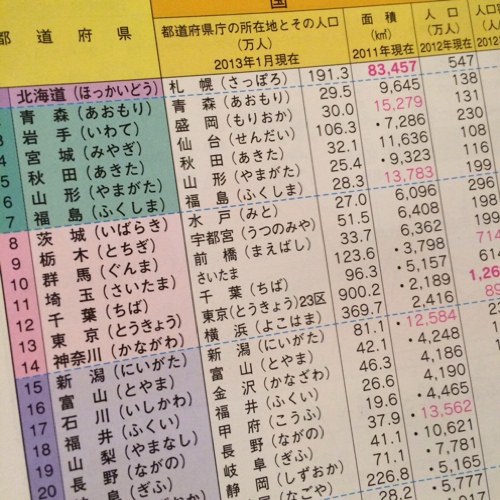 国
都道府県
都道府県庁の所在地とその人口
(万人)
2013年1月現在
面積
(km²)
2011年現在
人口
(万人)
2012年現在
北海道 (ほっかいどう) 札幌 (さっぽろ) 191.3 83,457 547
青森 (あおもり) 青森 (あおもり) 29.5 9,645 138
岩手 (いわて) 盛岡 (もりおか) 30.0 15,279 131
4 宮城 (みやぎ) 仙台 (せんだい) 106.3 ・7,286 230
5 秋田 (あきた) 秋田 (あきた) 32.1 11,636 108
6 山形 (やまがた) 山形 (やまがた) 25.4 ・9,323 116
7 福島 (ふくしま) 福島 (ふくしま) 28.3 13,783 199
8 茨城 (いばらき) 水戸 (みと) 27.0 6,096 296
9 栃木 (とちぎ) 宇都宮 (うつのみや) 51.5 6,408 198
10 群馬 (ぐんま) 前橋 (まえばし) 33.7 6,362 199
11 埼玉 (さいたま) さいたま 123.6 ・3,798 714
12 千葉 (ちば) 千葉 (ちば) 96.3 ・5,157 614
13 東京 (とうきょう) 東京(とうきょう)23区 900.2 ・2,189 1,26
14 神奈川 (かながわ) 横浜 (よこはま) 369.7 2,416
15 新潟 (にいがた) 新潟 (にいがた) 81.1 ・12,584
16 富山 (とやま) 富山 (とやま) 42.1 ・4,248
17 石川 (いしかわ) 金沢 (かなざわ) 46.3 4,186
18 福井 (ふくい) 福井 (ふくい) 26.6 4,190
19 山梨 (やまなし) 甲府 (こうふ) 19.6 ・4,465
20 長野 (ながの) 長野 (ながの) 37.9 ・13,562
岐阜 (ぎふ) 岐阜 (ぎふ) 41.1 ・10,621
静岡 (しずおか) 71.1 7,781
(なごや) 226.8 ・5,165
28. ・5,777